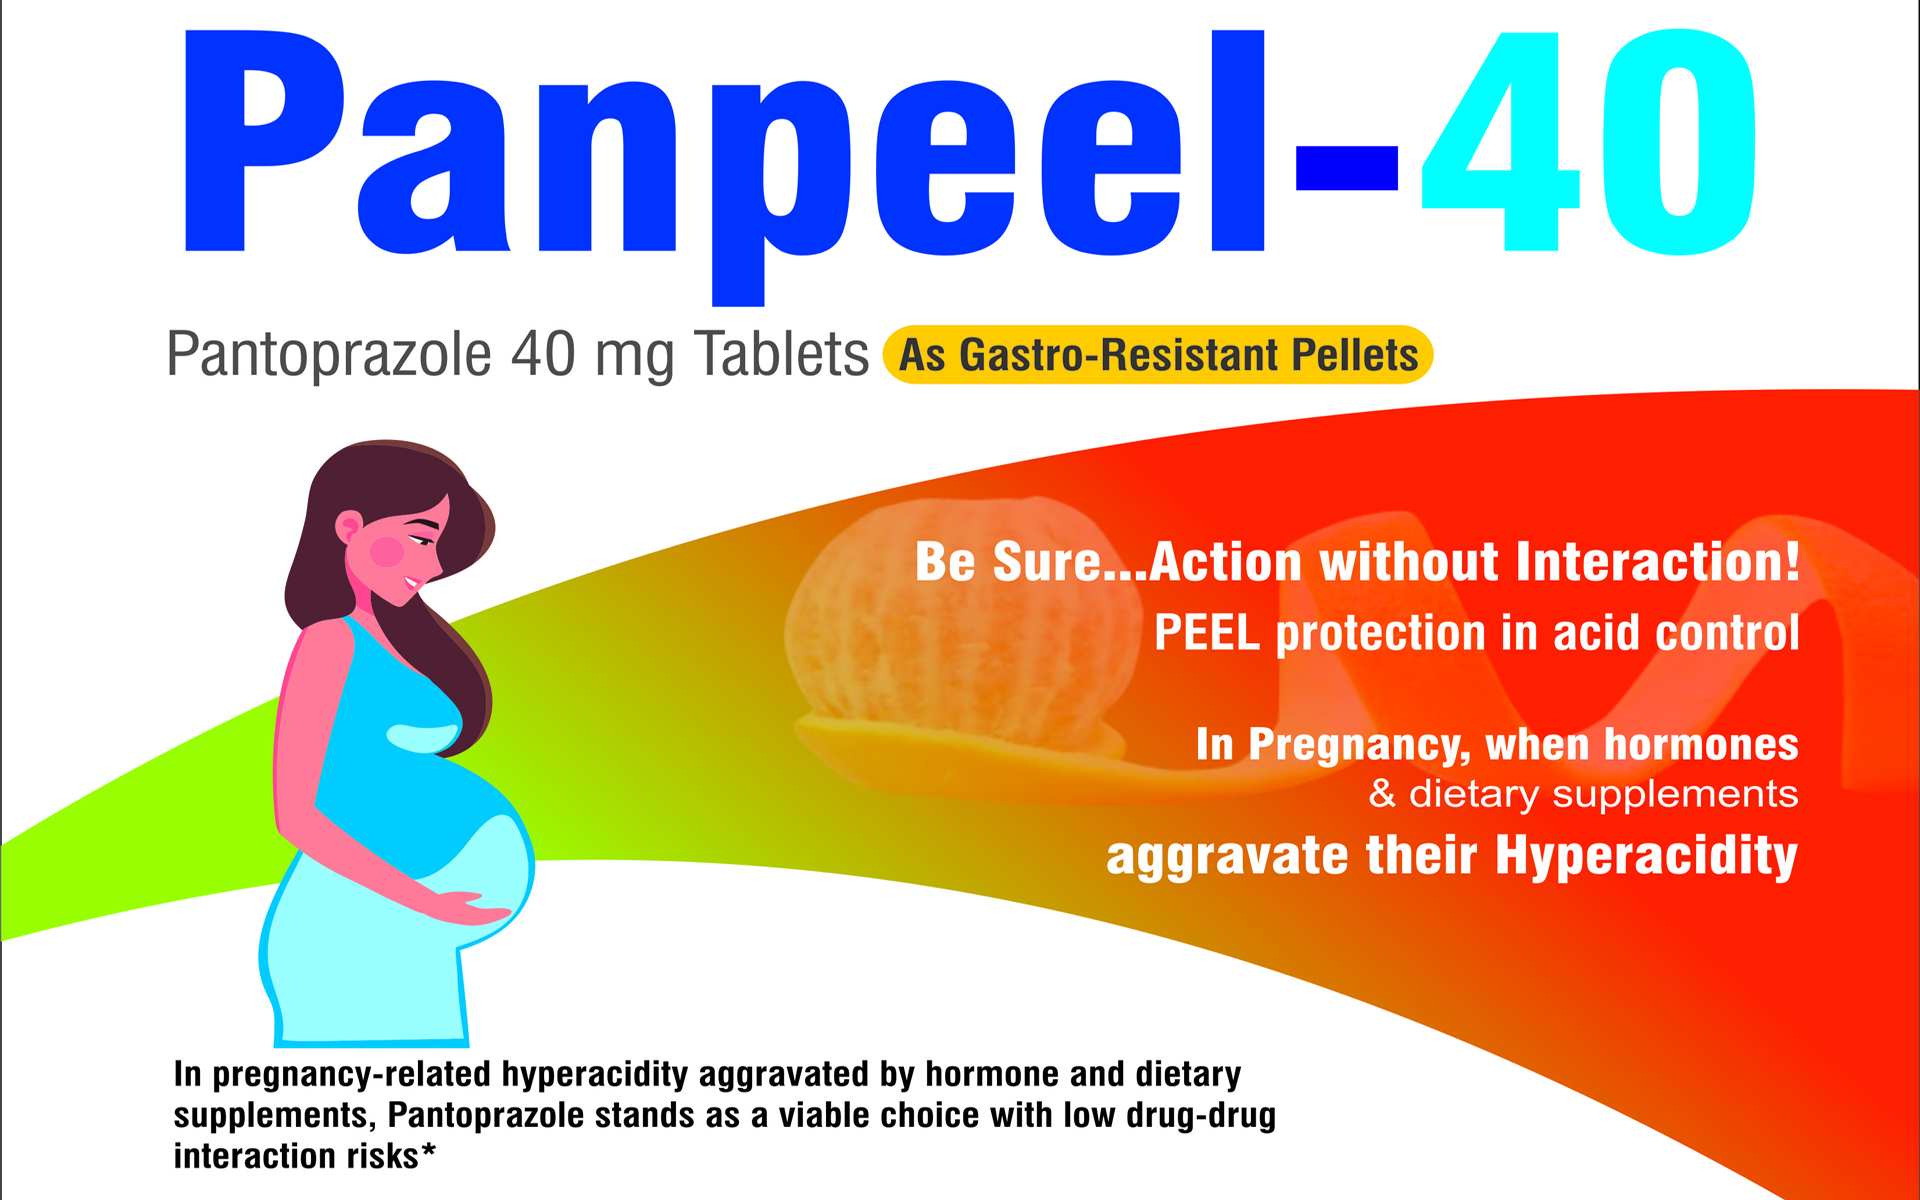 Panpeel-40
Pantoprazole 40 mg Tablets As Gastro-Resistant Pellets
Be Sure...Action without Interaction!
PEEL protection in acid control
In Pregnancy, when hormones
& dietary supplements
aggravate their Hyperacidity
In pregnancy-related hyperacidity aggravated by hormone and dietary
supplements, Pantoprazole stands as a viable choice with low drug-drug
interaction risks*